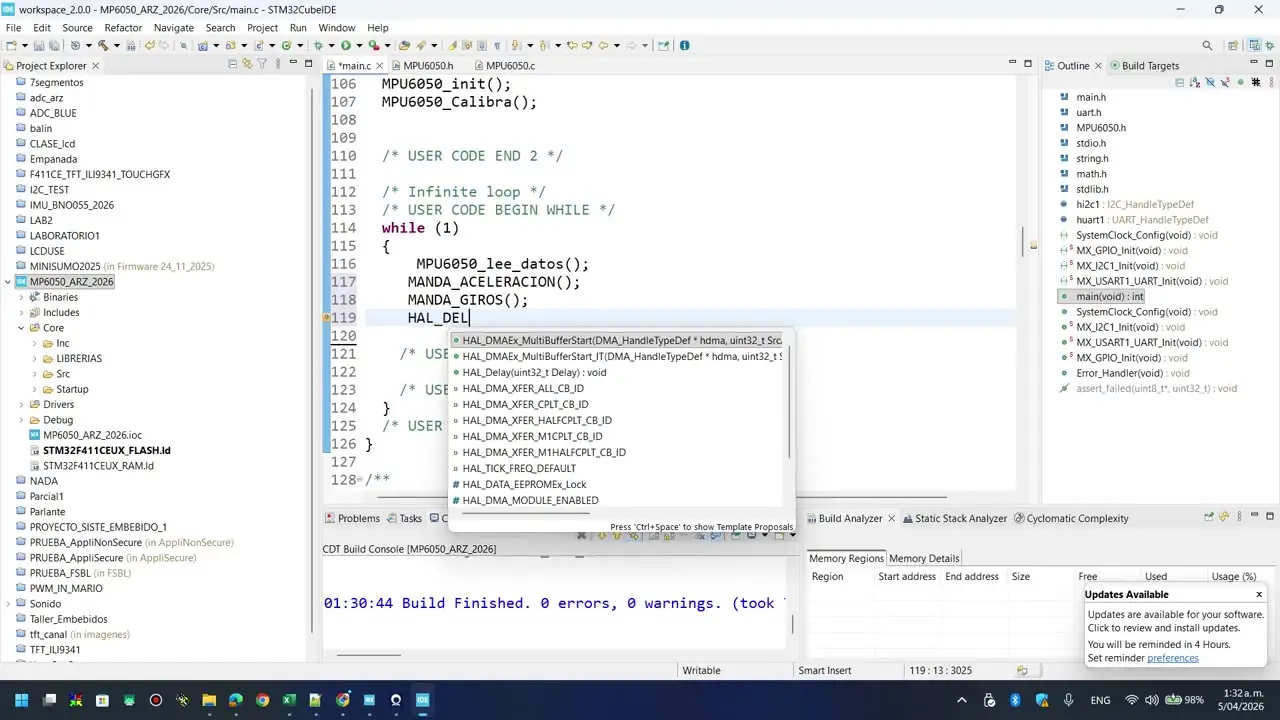 workspace_2.0.0 - MP6050_ARZ_2026/Core/Src/main.c - STM32CubeIDE
File Edit Source Refactor Navigate Search Project Run Window Help
Project Explorer
7segmentos
adc_arz
ADC_BLUE
balin
CLASE_lcd
Empanada
F411CE_TFT_ILI9341_TOUCHGFX
I2C_TEST
IMU_BNO055_2026
LAB2
LABORATORIO1
LCDUSE
MINISUMO2025 (in Firmware 24_11_2025)
MP6050_ARZ_2026
Binaries
Includes
Core
Inc
LIBRERIAS
Src
Startup
Drivers
Debug
MP6050_ARZ_2026.ioc
STM32F411CEUX_FLASH.ld
STM32F411CEUX_RAM.ld
NADA
Parcial1
Parlante
PROYECTO_SISTE_EMBEBIDO_1
PRUEBA_AppliNonSecure (in AppliNonSecure)
PRUEBA_AppliSecure (in AppliSecure)
PRUEBA_FSBL (in FSBL)
PWM_IN_MARIO
Sonido
Taller_Embebidos
tft_canal (in imagenes)
TFT_ILI9341
*main.c MPU6050.h MPU6050.c
106 MPU6050_init();
107 MPU6050_Calibra();
108
109
110 /* USER CODE END 2 */
111
112 /* Infinite loop */
113 /* USER CODE BEGIN WHILE */
114 while (1)
115 {
116 MPU6050_lee_datos();
117 MANDA_ACELERACION();
118 MANDA_GIROS();
119 HAL_DEL
120
121 /* USE
122
123 /* USE
124 }
125 /* USER
126 }
127
128 /**
HAL_DMAEx_MultiBufferStart(DMA_HandleTypeDef * hdma, uint32_t Src
HAL_DMAEx_MultiBufferStart_IT(DMA_HandleTypeDef * hdma, uint32_t S
HAL_Delay(uint32_t Delay) : void
HAL_DMA_XFER_ALL_CB_ID
HAL_DMA_XFER_CPLT_CB_ID
HAL_DMA_XFER_HALFCPLT_CB_ID
HAL_DMA_XFER_M1CPLT_CB_ID
HAL_DMA_XFER_M1HALFCPLT_CB_ID
HAL_TICK_FREQ_DEFAULT
# HAL_DATA_EEPROMEx_Lock
# HAL_DMA_MODULE_ENABLED
Press 'Ctrl+Space' to show Template Proposals
Outline Build Targets
main.h
uart.h
MPU6050.h
stdio.h
string.h
math.h
stdlib.h
hi2c1 : I2C_HandleTypeDef
huart1 : UART_HandleTypeDef
SystemClock_Config(void) : void
MX_GPIO_Init(void) : void
MX_I2C1_Init(void) : void
MX_USART1_UART_Init(void) : void
main(void) : int
SystemClock_Config(void) : void
MX_I2C1_Init(void) : void
MX_USART1_UART_Init(void) : void
MX_GPIO_Init(void) : void
Error_Handler(void) : void
assert_failed(uint8_t*, uint32_t) : void
Problems Tasks C
CDT Build Console [MP6050_ARZ_2026]
01:30:44 Build Finished. 0 errors, 0 warnings. (took
Build Analyzer Static Stack Analyzer Cyclomatic Complexity
Memory Regions Memory Details
Region Start address End address Size Free Used Usage (%)
Updates Available
Updates are available for your software.
Click to review and install updates.
You will be reminded in 4 Hours.
Set reminder preferences
Writable Smart Insert 119 : 13 : 3025
ENG 98% 1:32 a.m.
5/04/2026